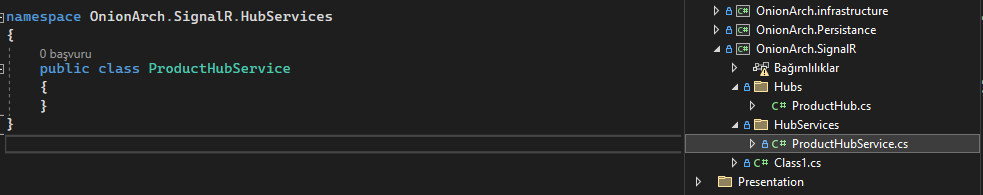 namespace OnionArch.SignalR.HubServices
{
0 başvuru
public class ProductHubService
{
}
}
C# OnionArch.infrastructure
C# OnionArch.Persistance
C# OnionArch.SignalR
Bağımlılıklar
Hubs
C# ProductHub.cs
HubServices
C# ProductHubService.cs
C# Class1.cs
Presentation